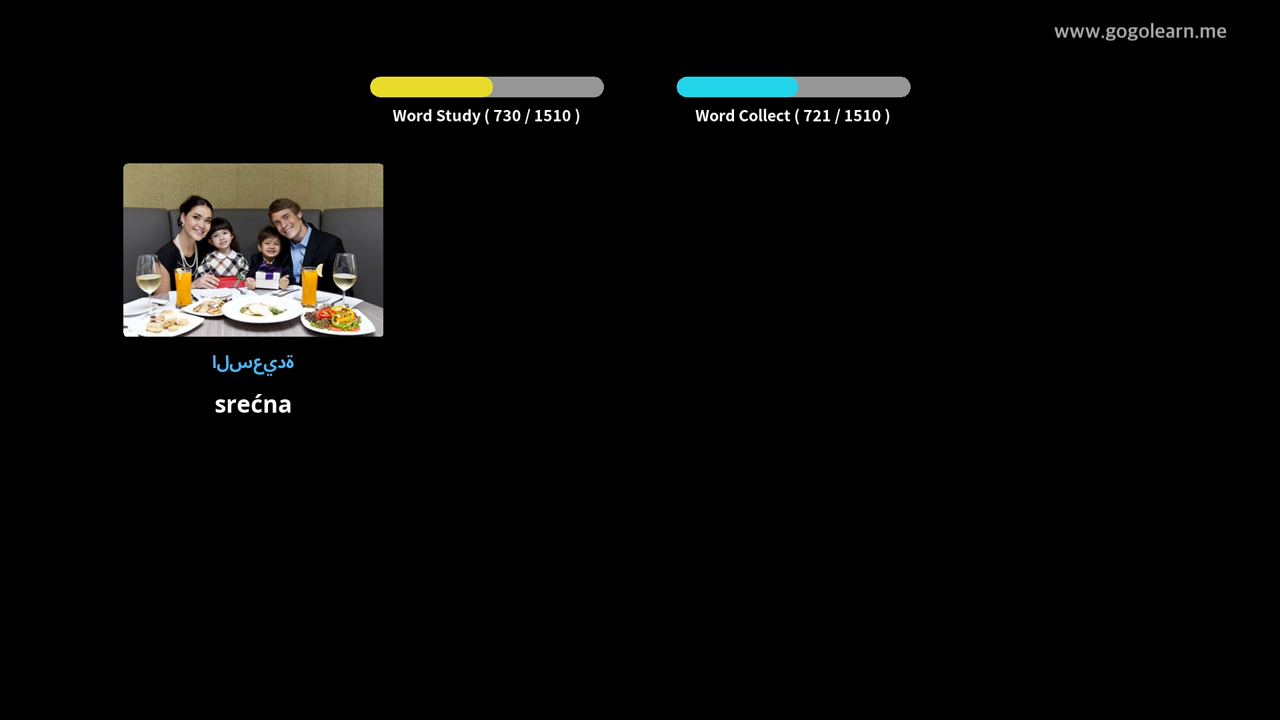 www.gogolearn.me
Word Study ( 730 / 1510 )
Word Collect ( 721 / 1510 )
السعيدة
srećna